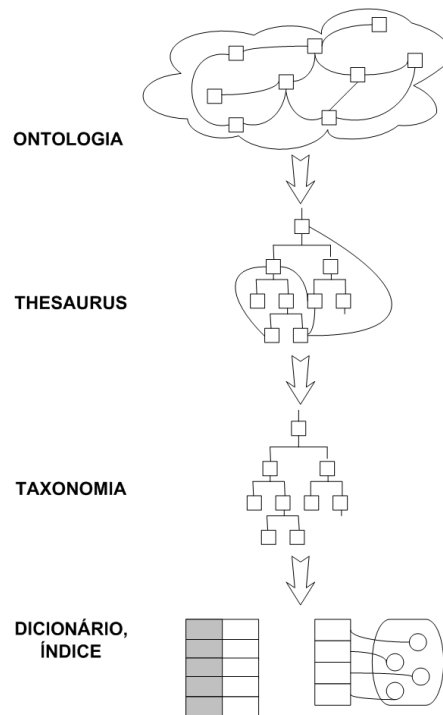 ONTOLOGIA
THESAURUS
TAXONOMIA
DICIONÁRIO,
ÍNDICE